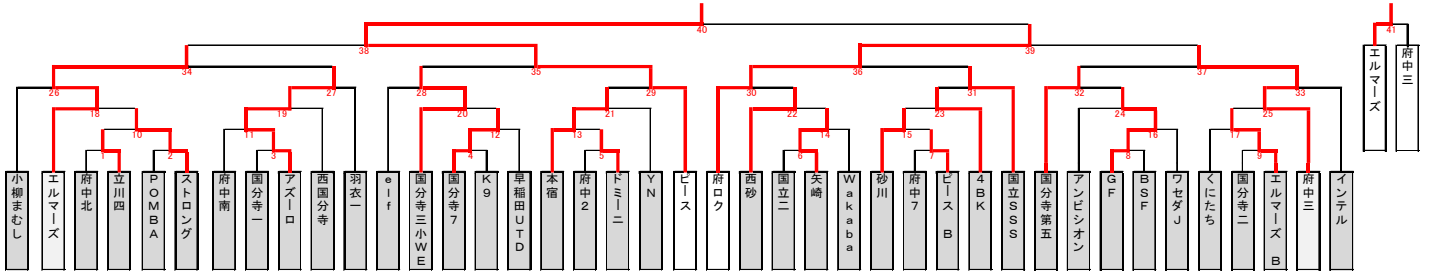 40
41
38
39
34
35
36
37
26
27
28
29
30
31
32
33
18
19
20
21
22
23
24
25
10
11
12
13
14
15
16
17
1
2
3
4
5
6
7
8
9
エルマーズ
府中三
小柳まむし
エルマーズ
府中北
立川四
POMBA
ストロング
府中南
国分寺一
アズーロ
西国分寺
羽衣一
elf
国分寺三小WE
国分寺7
K9
早稲田UTD
本宿
府中2
ドミーニ
YN
ピース
府ロク
西砂
国立二
矢崎
Wakaba
砂川
府中7
ピース B
4BK
国立SSS
国分寺第五
アンビシオン
GF
BSF
ワセダJ
くにたち
国分寺二
エルマーズ B
府中三
インテル